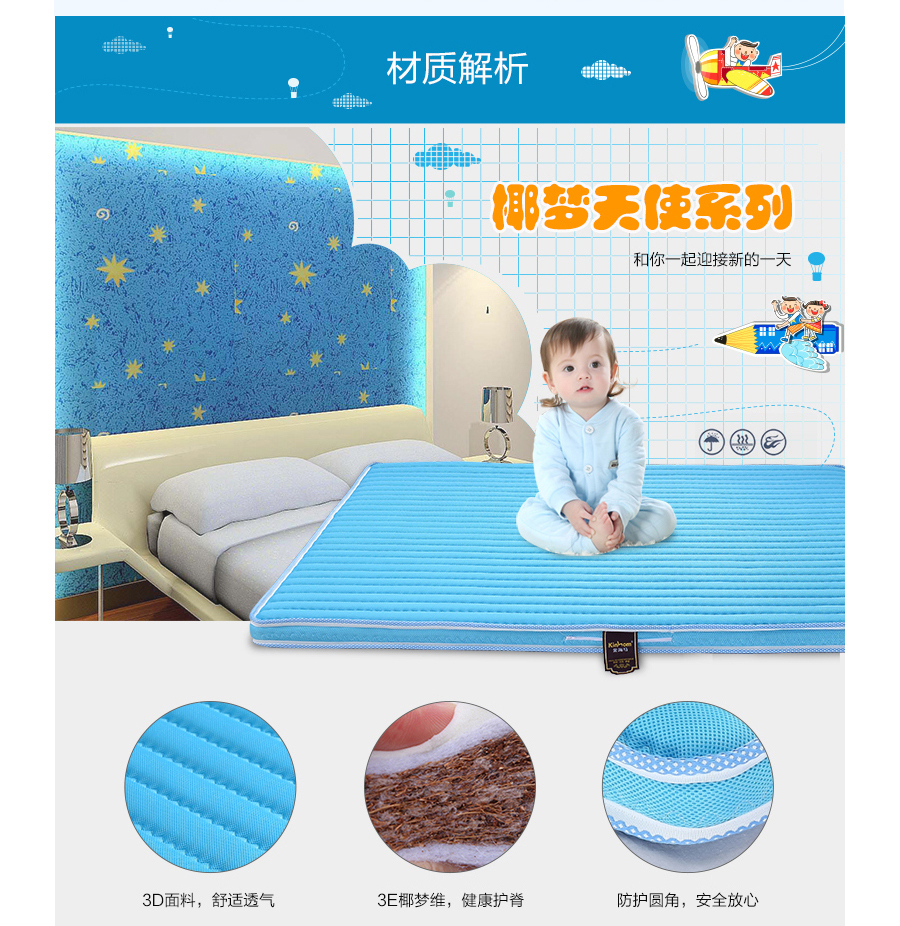 材质解析
椰梦天使系列
和你一起迎接新的一天
3D面料，舒适透气
3E椰梦维，健康护脊
防护圆角，安全放心